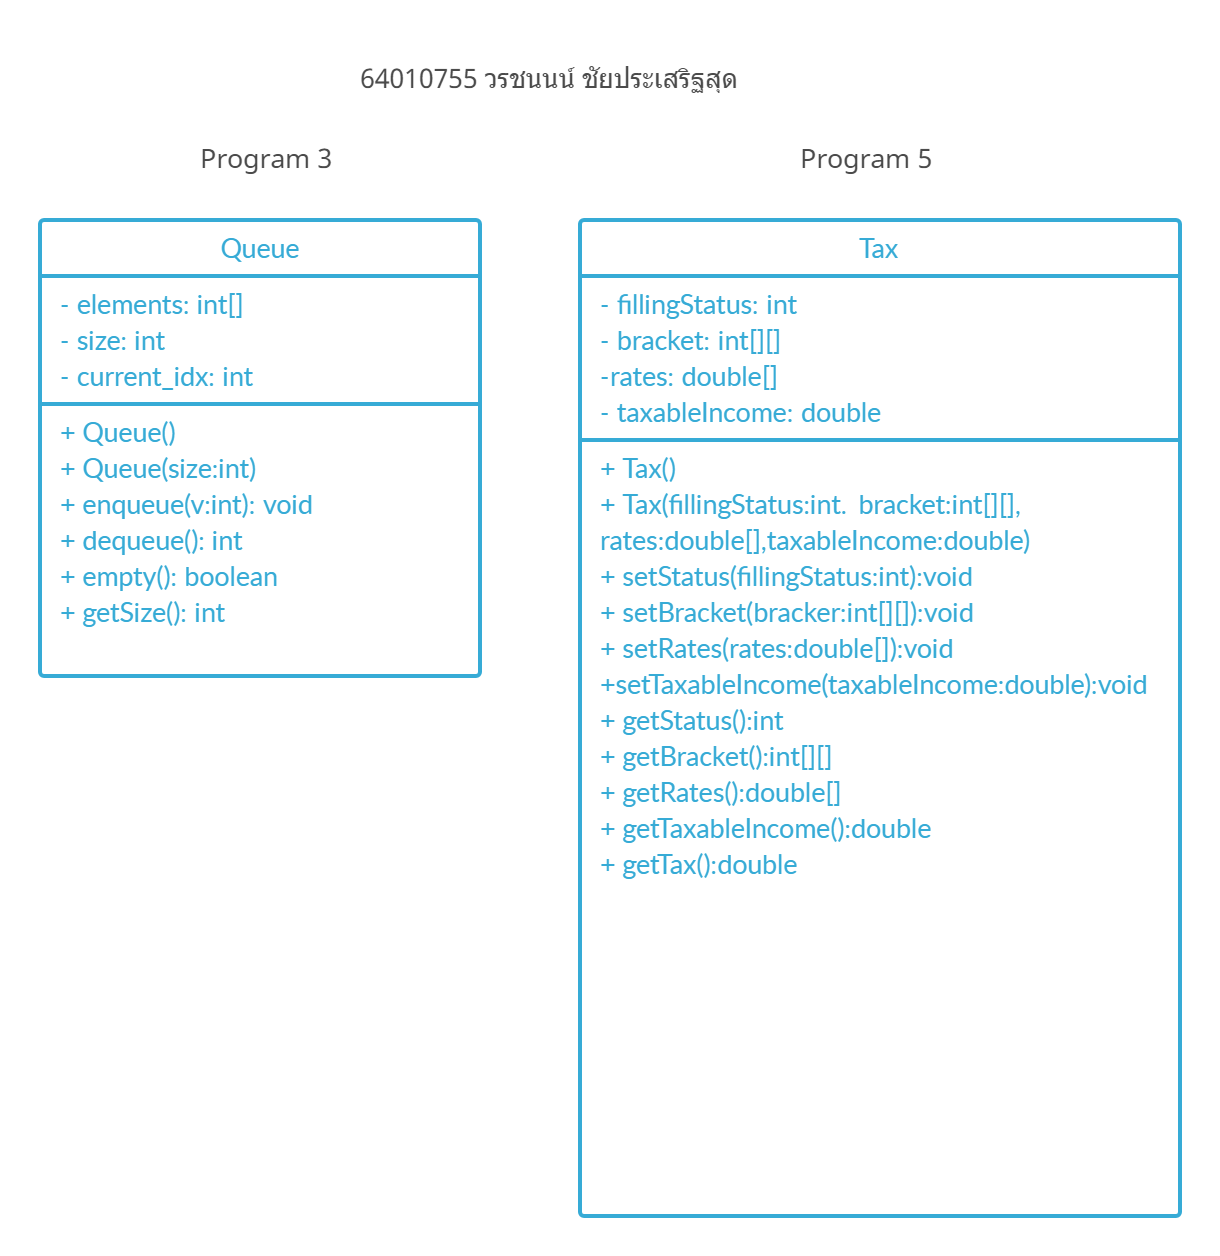 64010755 วรชนนน์ ชัยประเสริฐสุด
Program 3
Queue
- elements: int[]
- size: int
- current_idx: int
+ Queue()
+ Queue(size:int)
+ enqueue(v:int): void
+ dequeue(): int
+ empty(): boolean
+ getSize(): int
Program 5
Tax
- fillingStatus: int
- bracket: int[][]
-rates: double[]
- taxableIncome: double
+ Tax()
+ Tax(fillingStatus:int.  bracket:int[][],
rates:double[],taxableIncome:double)
+ setStatus(fillingStatus:int):void
+ setBracket(bracker:int[][]):void
+ setRates(rates:double[]):void
+setTaxableIncome(taxableIncome:double):void
+ getStatus():int
+ getBracket():int[][]
+ getRates():double[]
+ getTaxableIncome():double
+ getTax():double